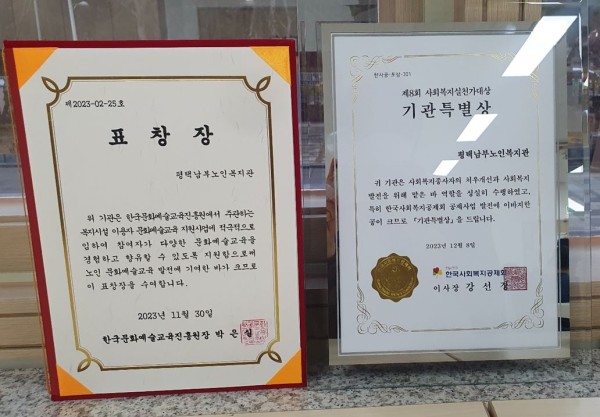 제2023-02-25호
표 창 장
평택남부노인복지관
위 기관은 한국문화예술교육진흥원에서 주관하는
복지시설 이용자 문화예술교육 지원사업에 적극적으로
임하여 참여자가 다양한 문화예술교육을
경험하고 향유할 수 있도록 지원함으로써
노인 문화예술교육 발전에 기여한 바가 크므로
이 표창장을 수여합니다.
2023년 11월 30일
한국문화예술교육진흥원장 박 은 실
제8회 사회복지실천가대상
기관특별상
평택남부노인복지관
귀 기관은 사회복지종사자의 처우개선과 사회복지
발전을 위해 맡은 바 역할을 성실히 수행하였고,
특히 한국사회복지공제회 공제사업 발전에 이바지한
공이 크므로 「기관특별상」을 드립니다.
2023년 12월 8일
한국사회복지공제회
이사장 강 선 경